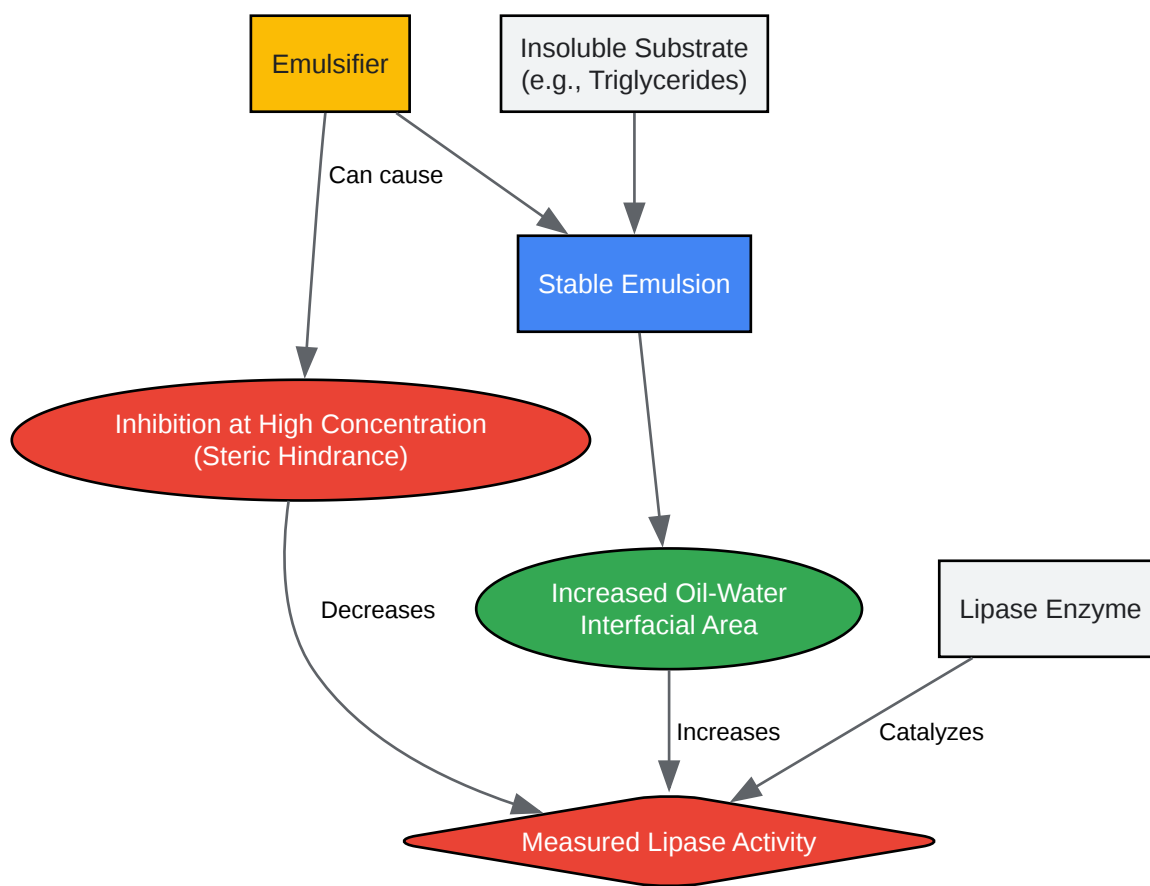 Emulsifier
Insoluble Substrate
(e.g., Triglycerides)
Can cause
Stable Emulsion
Inhibition at High Concentration
(Steric Hindrance)
Increased Oil-Water
Interfacial Area
Lipase Enzyme
Decreases
Increases
Catalyzes
Measured Lipase Activity